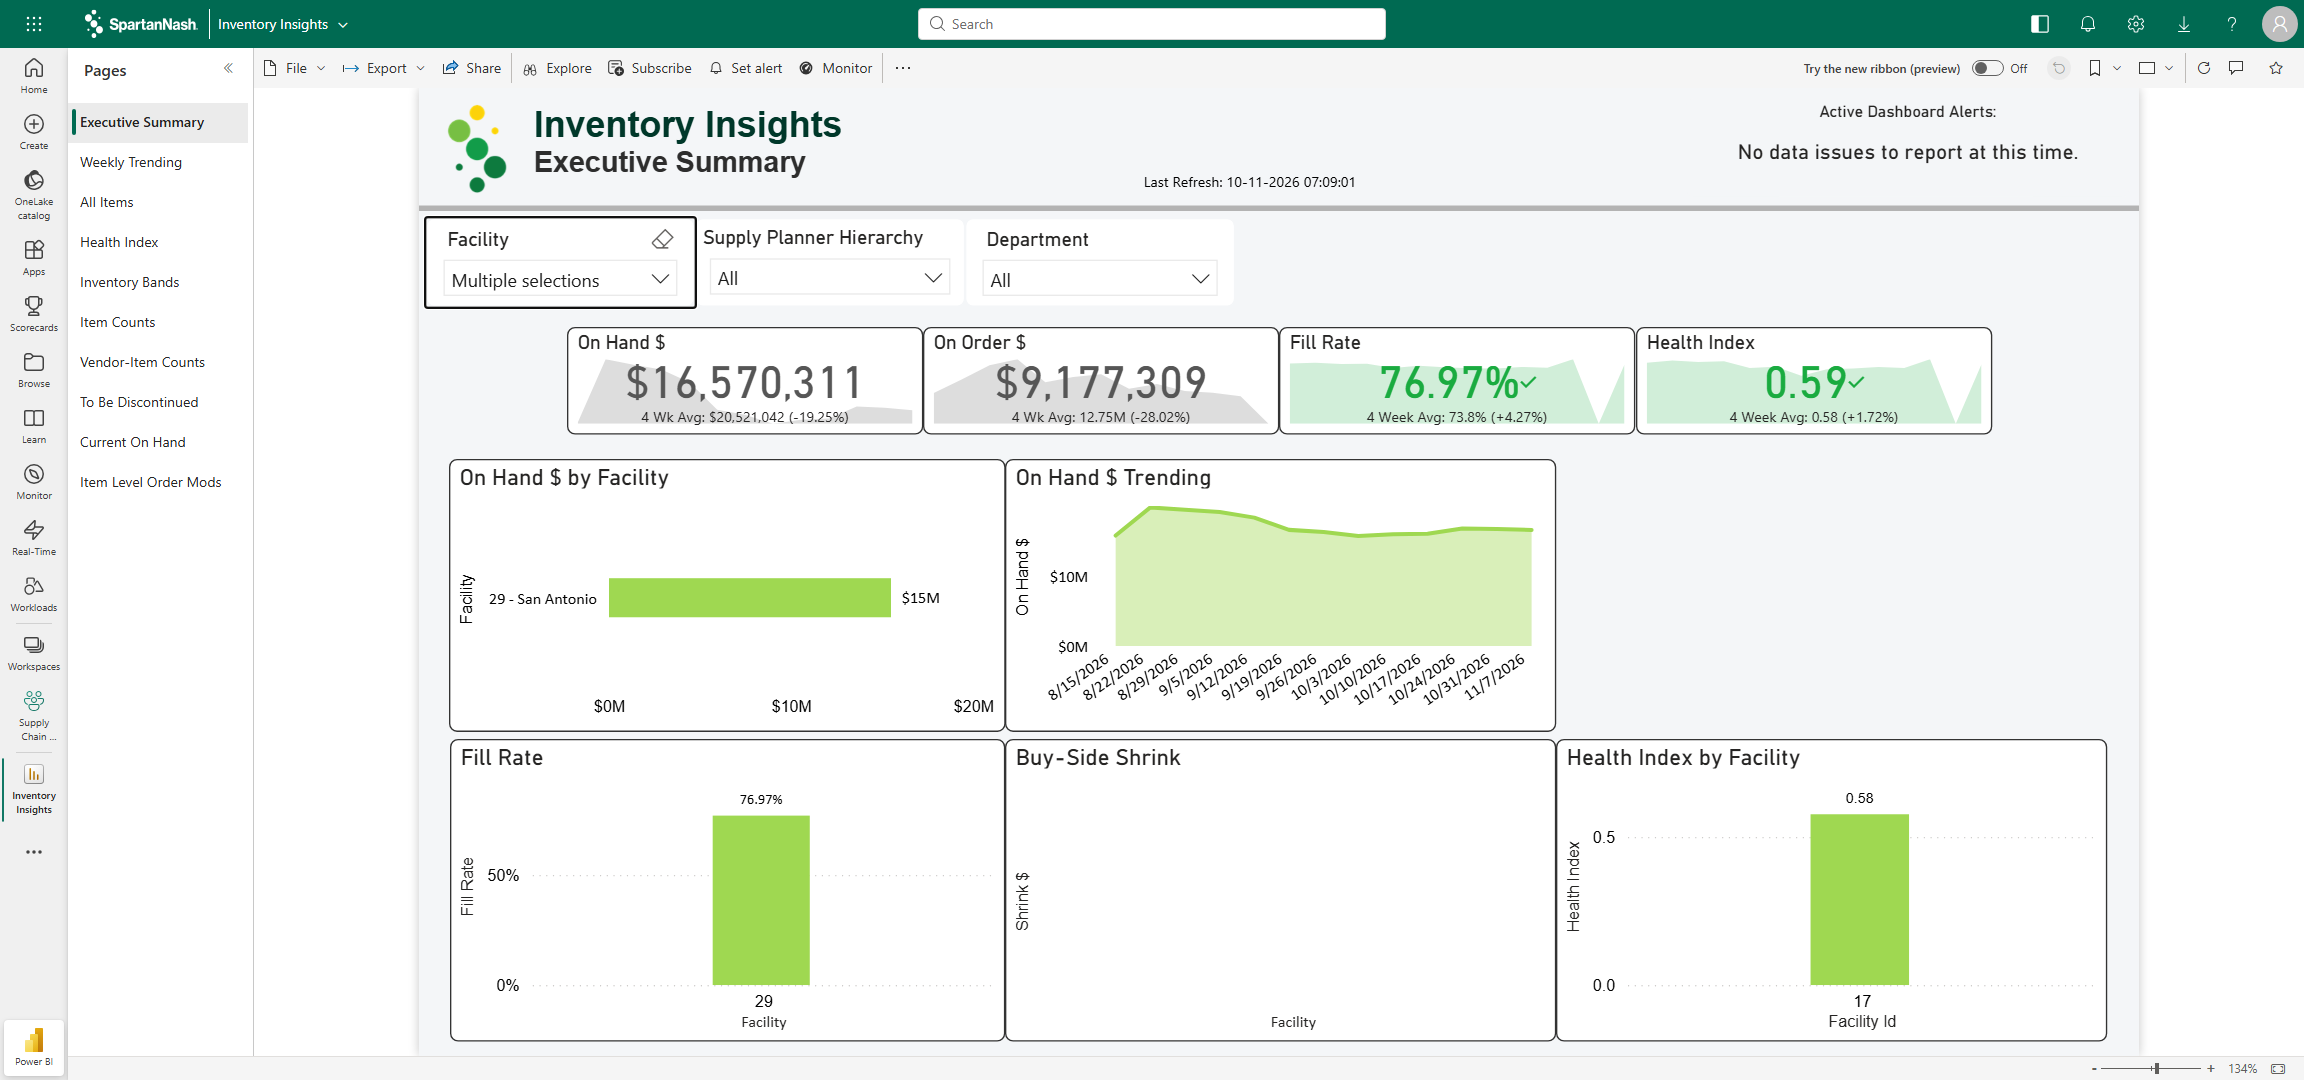 SpartanNash
Inventory Insights
Search
Home
Create
OneLake
catalog
Apps
Scorecards
Browse
Learn
Monitor
Real-Time
Workloads
Workspaces
Supply
Chain ...
Inventory
Insights
Power BI
Pages
Executive Summary
Weekly Trending
All Items
Health Index
Inventory Bands
Item Counts
Vendor-Item Counts
To Be Discontinued
Current On Hand
Item Level Order Mods
File
Export
Share
Explore
Subscribe
Set alert
Monitor
Try the new ribbon (preview)
Off
Inventory Insights
Executive Summary
Last Refresh: 10-11-2026 07:09:01
Active Dashboard Alerts:
No data issues to report at this time.
Facility
Multiple selections
Supply Planner Hierarchy
All
Department
All
On Hand $
$16,570,311
4 Wk Avg: $20,521,042 (-19.25%)
On Order $
$9,177,309
4 Wk Avg: 12.75M (-28.02%)
Fill Rate
76.97%
4 Week Avg: 73.8% (+4.27%)
Health Index
0.59
4 Week Avg: 0.58 (+1.72%)
On Hand $ by Facility
Facility
29 - San Antonio
$15M
$0M
$10M
$20M
On Hand $ Trending
On Hand $
$10M
$0M
8/15/2026
8/22/2026
8/29/2026
9/5/2026
9/12/2026
9/19/2026
9/26/2026
10/3/2026
10/10/2026
10/17/2026
10/24/2026
10/31/2026
11/7/2026
Fill Rate
Fill Rate
76.97%
50%
0%
29
Facility
Buy-Side Shrink
Shrink $
Facility
Health Index by Facility
Health Index
0.58
0.5
0.0
17
Facility Id
- + 134%